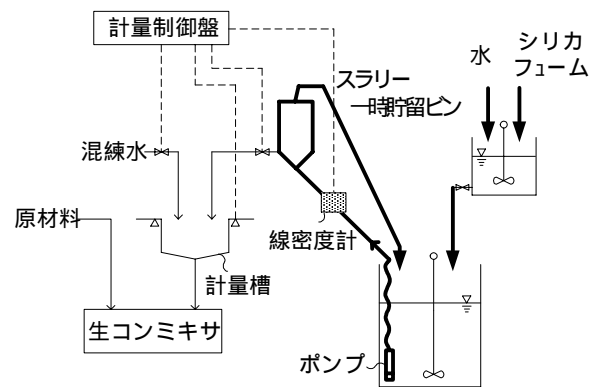 計量制御盤
水
シリカ
フューム
スラリー
一時貯留ビン
混練水
原材料
線密度計
計量槽
生コンミキサ
ポンプ